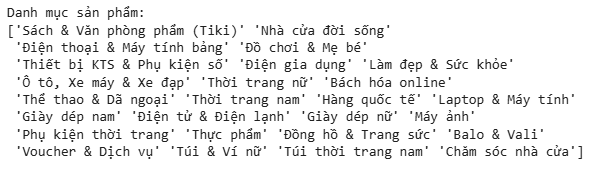 Danh mục sản phẩm:
['Sách & Văn phòng phẩm (Tiki)' 'Nhà cửa đời sống'
'Điện thoại & Máy tính bảng' 'Đồ chơi & Mẹ bé'
'Thiết bị KTS & Phụ kiện số' 'Điện gia dụng' 'Làm đẹp & Sức khỏe'
'Ô tô, Xe máy & Xe đạp' 'Thời trang nữ' 'Bách hóa online'
'Thể thao & Dã ngoại' 'Thời trang nam' 'Hàng quốc tế' 'Laptop & Máy tính'
'Giày dép nam' 'Điện tử & Điện lạnh' 'Giày dép nữ' 'Máy ảnh'
'Phụ kiện thời trang' 'Thực phẩm' 'Đồng hồ & Trang sức' 'Balo & Vali'
'Voucher & Dịch vụ' 'Túi & Ví nữ' 'Túi thời trang nam' 'Chăm sóc nhà cửa']